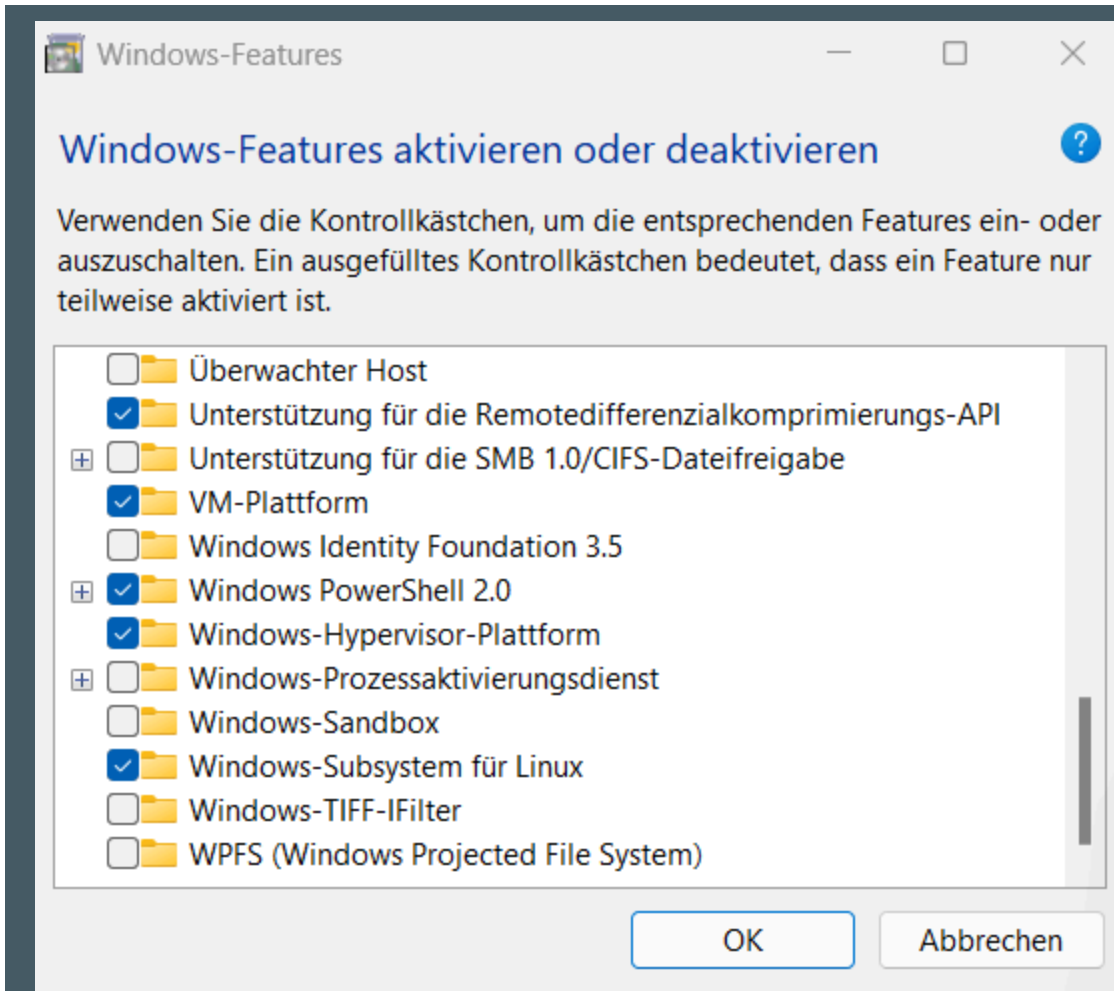 Windows-Features
Windows-Features aktivieren oder deaktivieren
?
Verwenden Sie die Kontrollkästchen, um die entsprechenden Features ein- oder
auszuschalten. Ein ausgefülltes Kontrollkästchen bedeutet, dass ein Feature nur
teilweise aktiviert ist.
Überwachter Host
Unterstützung für die Remotedifferenzialkomprimierungs-API
Unterstützung für die SMB 1.0/CIFS-Dateifreigabe
VM-Plattform
Windows Identity Foundation 3.5
Windows PowerShell 2.0
Windows-Hypervisor-Plattform
Windows-Prozessaktivierungsdienst
Windows-Sandbox
Windows-Subsystem für Linux
Windows-TIFF-IFilter
WPFS (Windows Projected File System)
OK
Abbrechen